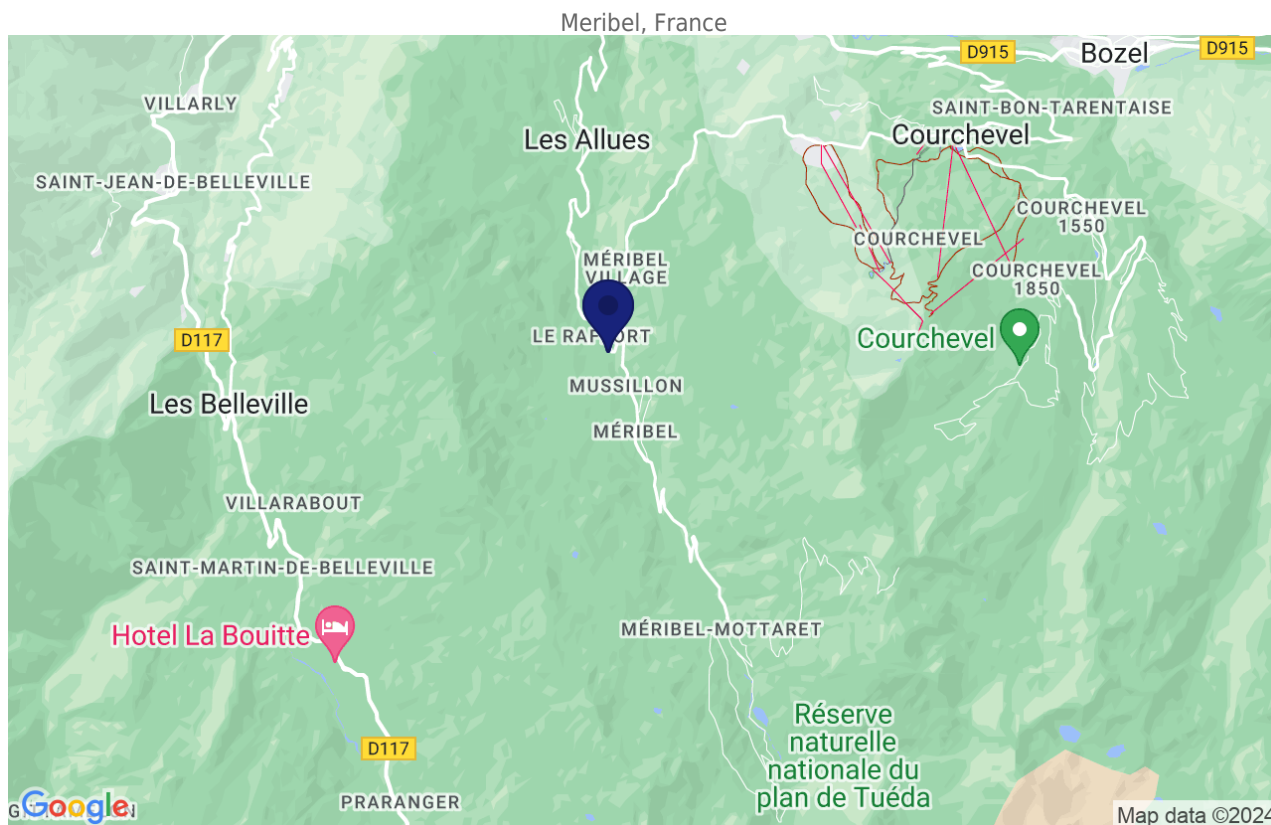 Meribel, France
D915
Bozel
D915
VILLARLY
SAINT-BON-TARENTAISE
Les Allues
Courchevel
SAINT-JEAN-DE-BELLEVILLE
COURCHEVEL
1550
COURCHEVEL
MÉRIBEL
VILLAGE
COURCHEVEL
1850
D117
Courchevel
MUSSILLON
Les Belleville
MÉRIBEL
VILLARABOUT
SAINT-MARTIN-DE-BELLEVILLE
Hotel La Bouitte
MÉRIBEL-MOTTARET
Réserve
naturelle
nationale du
plan de Tuéda
D117
PRARANGER
Google
Map data ©2024